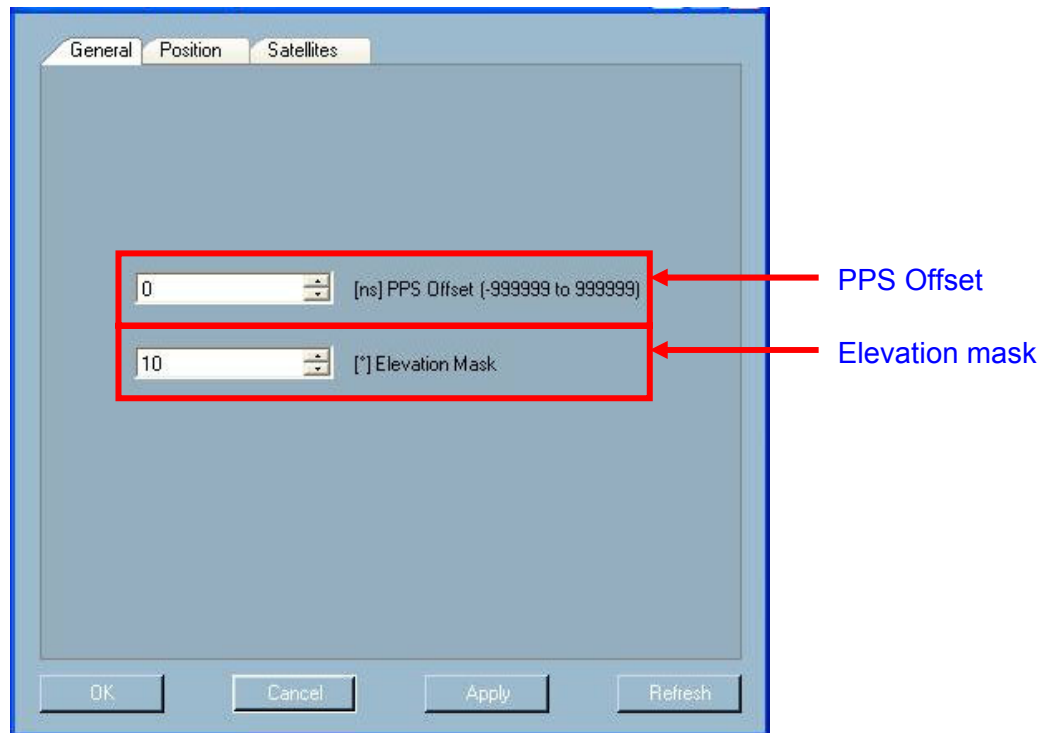 General Position Satellites
0 [ns] PPS Offset (-999999 to 999999)
PPS Offset
10 [°] Elevation Mask
Elevation mask
OK Cancel Apply Refresh